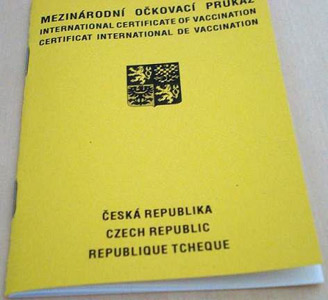 MEZINÁRODNÍ OČKOVACÍ PRŮKAZ
INTERNATIONAL CERTIFICATE OF VACCINATION
CERTIFICAT INTERNATIONAL DE VACCINATION
ČESKÁ REPUBLIKA
CZECH REPUBLIC
REPUBLIQUE TCHEQUE